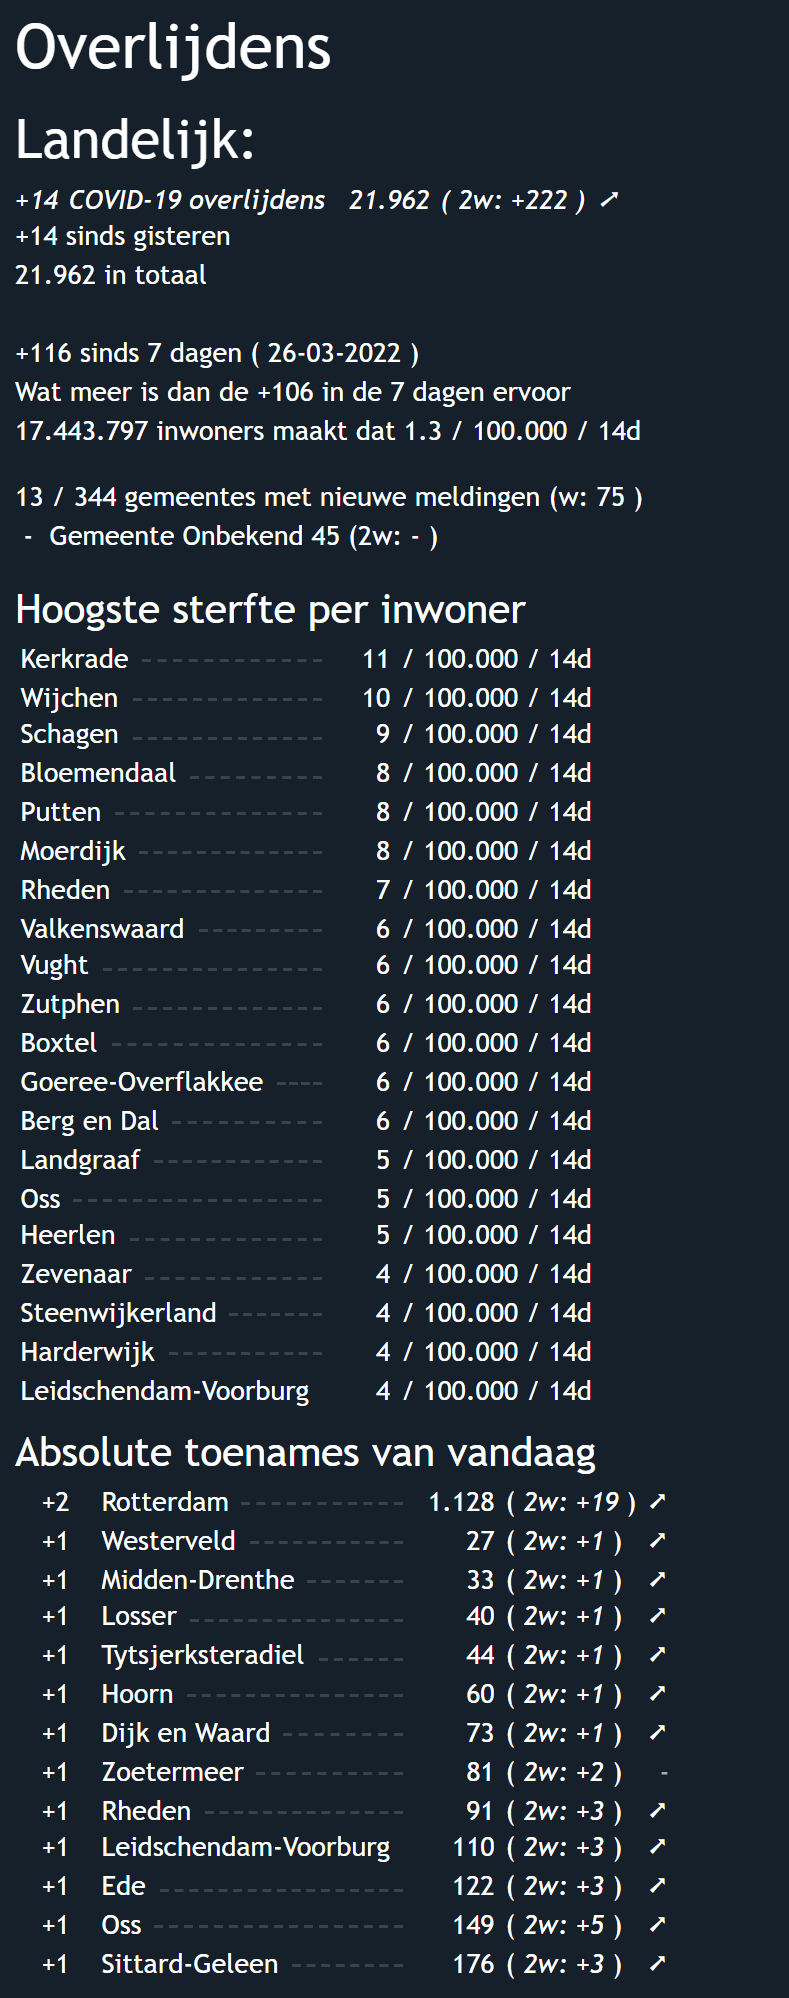 Overlijdens
Landelijk:
+14 COVID-19 overlijdens 21.962 ( 2w: +222 ) ➚
+14 sinds gisteren
21.962 in totaal
+116 sinds 7 dagen ( 26-03-2022 )
Wat meer is dan de +106 in de 7 dagen ervoor
17.443.797 inwoners maakt dat 1.3 / 100.000 / 14d
13 / 344 gemeentes met nieuwe meldingen (w: 75 )
- Gemeente Onbekend 45 (2w: - )
Hoogste sterfte per inwoner
Kerkrade -------------- 11 / 100.000 / 14d
Wijchen --------------- 10 / 100.000 / 14d
Schagen --------------- 9 / 100.000 / 14d
Bloemendaal ---------- 8 / 100.000 / 14d
Putten ---------------- 8 / 100.000 / 14d
Moerdijk -------------- 8 / 100.000 / 14d
Rheden --------------- 7 / 100.000 / 14d
Valkenswaard --------- 6 / 100.000 / 14d
Vught ----------------- 6 / 100.000 / 14d
Zutphen -------------- 6 / 100.000 / 14d
Boxtel ---------------- 6 / 100.000 / 14d
Goeree-Overflakkee ---- 6 / 100.000 / 14d
Berg en Dal ----------- 6 / 100.000 / 14d
Landgraaf ------------- 5 / 100.000 / 14d
Oss ------------------- 5 / 100.000 / 14d
Heerlen --------------- 5 / 100.000 / 14d
Zevenaar ------------- 4 / 100.000 / 14d
Steenwijkerland ------- 4 / 100.000 / 14d
Harderwijk ----------- 4 / 100.000 / 14d
Leidschendam-Voorburg 4 / 100.000 / 14d
Absolute toenames van vandaag
+2 Rotterdam ------------ 1.128 ( 2w: +19 ) ➚
+1 Westerveld ----------- 27 ( 2w: +1 ) ➚
+1 Midden-Drenthe ------- 33 ( 2w: +1 ) ➚
+1 Losser --------------- 40 ( 2w: +1 ) ➚
+1 Tytsjerksteradiel ------ 44 ( 2w: +1 ) ➚
+1 Hoorn ---------------- 60 ( 2w: +1 ) ➚
+1 Dijk en Waard -------- 73 ( 2w: +1 ) ➚
+1 Zoetermeer ----------- 81 ( 2w: +2 ) -
+1 Rheden -------------- 91 ( 2w: +3 ) ➚
+1 Leidschendam-Voorburg 110 ( 2w: +3 ) ➚
+1 Ede ----------------- 122 ( 2w: +3 ) ➚
+1 Oss ------------------ 149 ( 2w: +5 ) ➚
+1 Sittard-Geleen -------- 176 ( 2w: +3 ) ➚